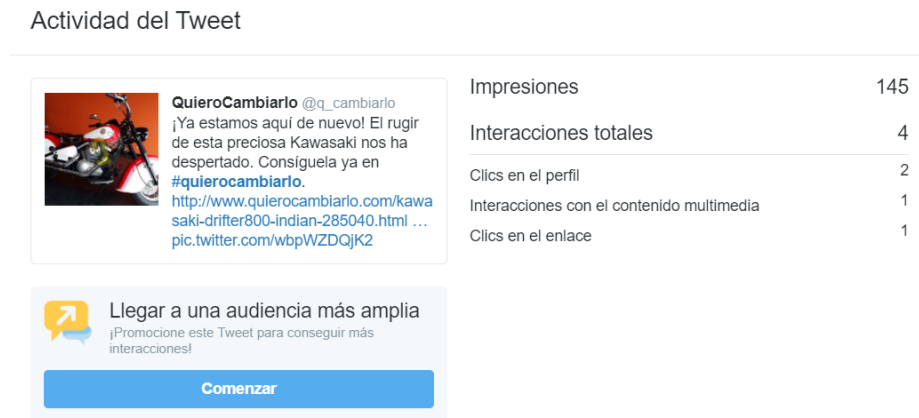 Actividad del Tweet
QuieroCambiarlo @q_cambiarlo
¡Ya estamos aquí de nuevo! El rugir
de esta preciosa Kawasaki nos ha
despertado. Consíguela ya en
#quierocambiarlo.
http://www.quierocambiarlo.com/kawa
saki-drifter800-indian-285040.html …
pic.twitter.com/wbpWZDQjK2
Impresiones 145
Interacciones totales 4
Clics en el perfil 2
Interacciones con el contenido multimedia 1
Clics en el enlace 1
Llegar a una audiencia más amplia
¡Promocione este Tweet para conseguir más
interacciones!
Comenzar